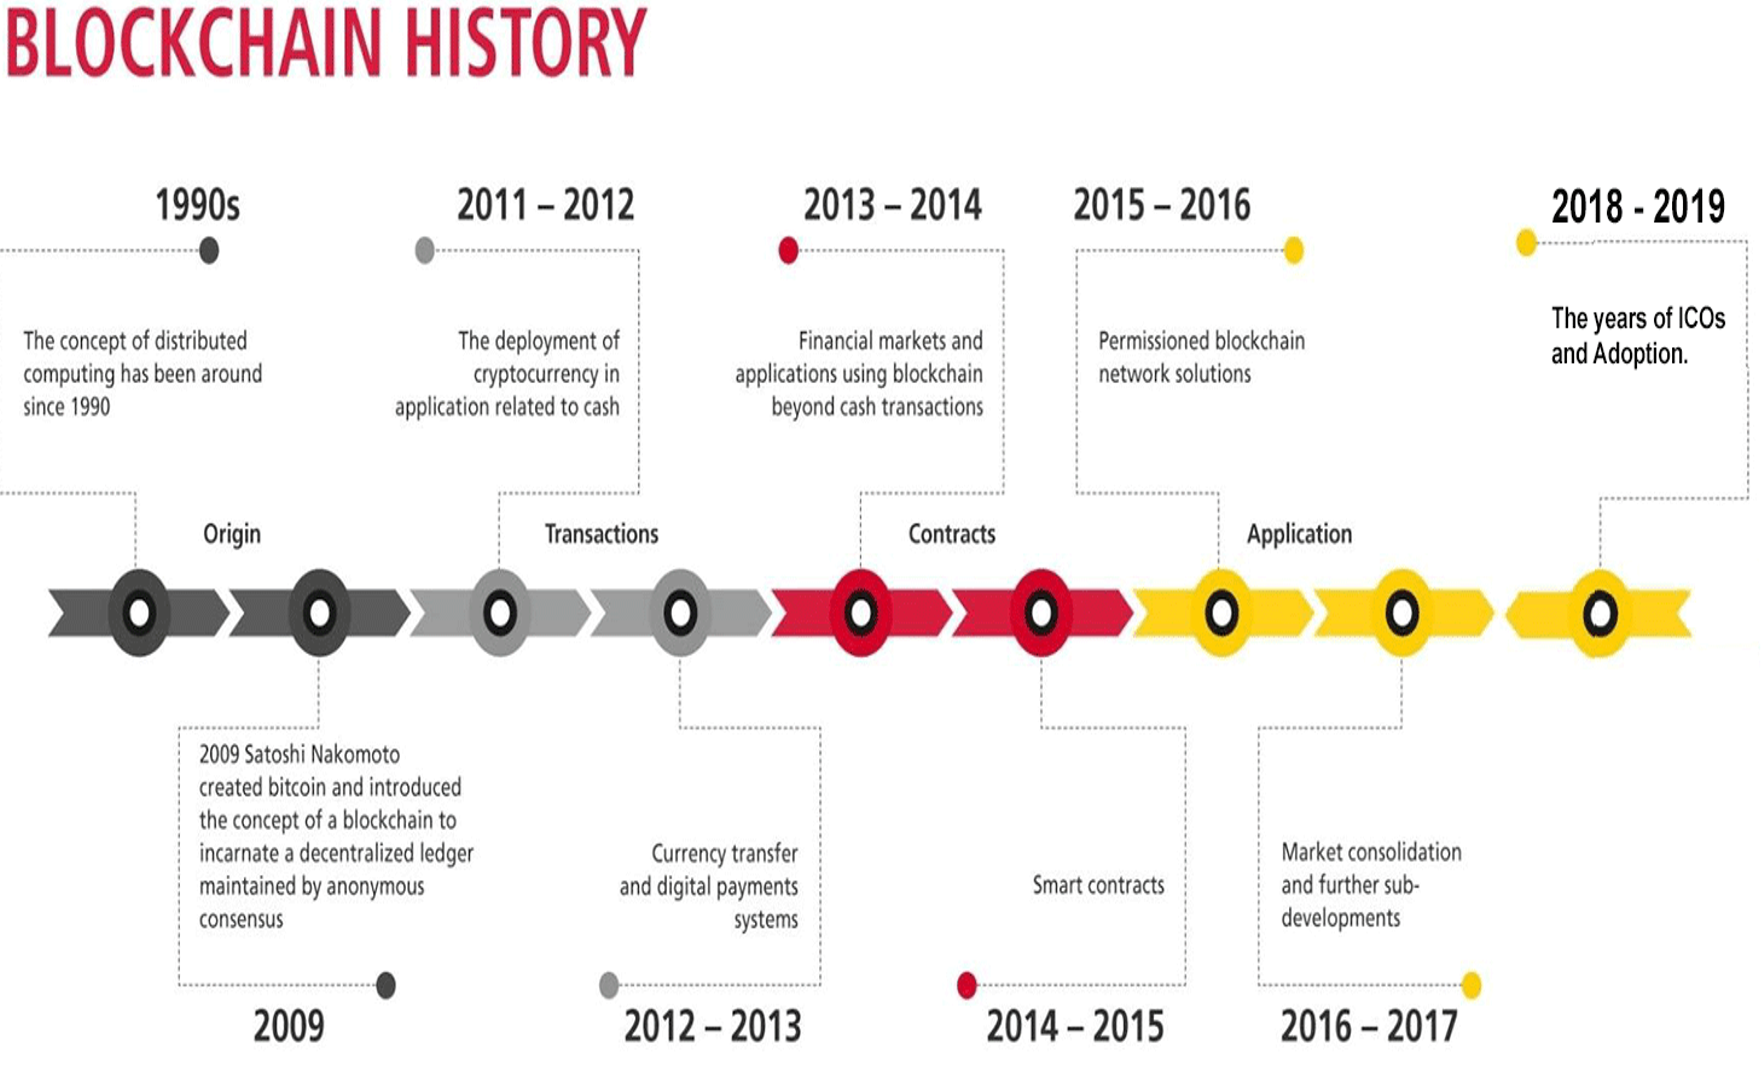 BLOCKCHAIN HISTORY
1990s
The concept of distributed
computing has been around
since 1990
2011 – 2012
The deployment of
cryptocurrency in
application related to cash
2013 – 2014
Financial markets and
applications using blockchain
beyond cash transactions
2015 – 2016
Permissioned blockchain
network solutions
2018 - 2019
The years of ICOs
and Adoption.
Origin
Transactions
Contracts
Application
2009 Satoshi Nakomoto
created bitcoin and introduced
the concept of a blockchain to
incarnate a decentralized ledger
maintained by anonymous
consensus
2009
Currency transfer
and digital payments
systems
2012 – 2013
Smart contracts
2014 – 2015
Market consolidation
and further sub-
developments
2016 – 2017